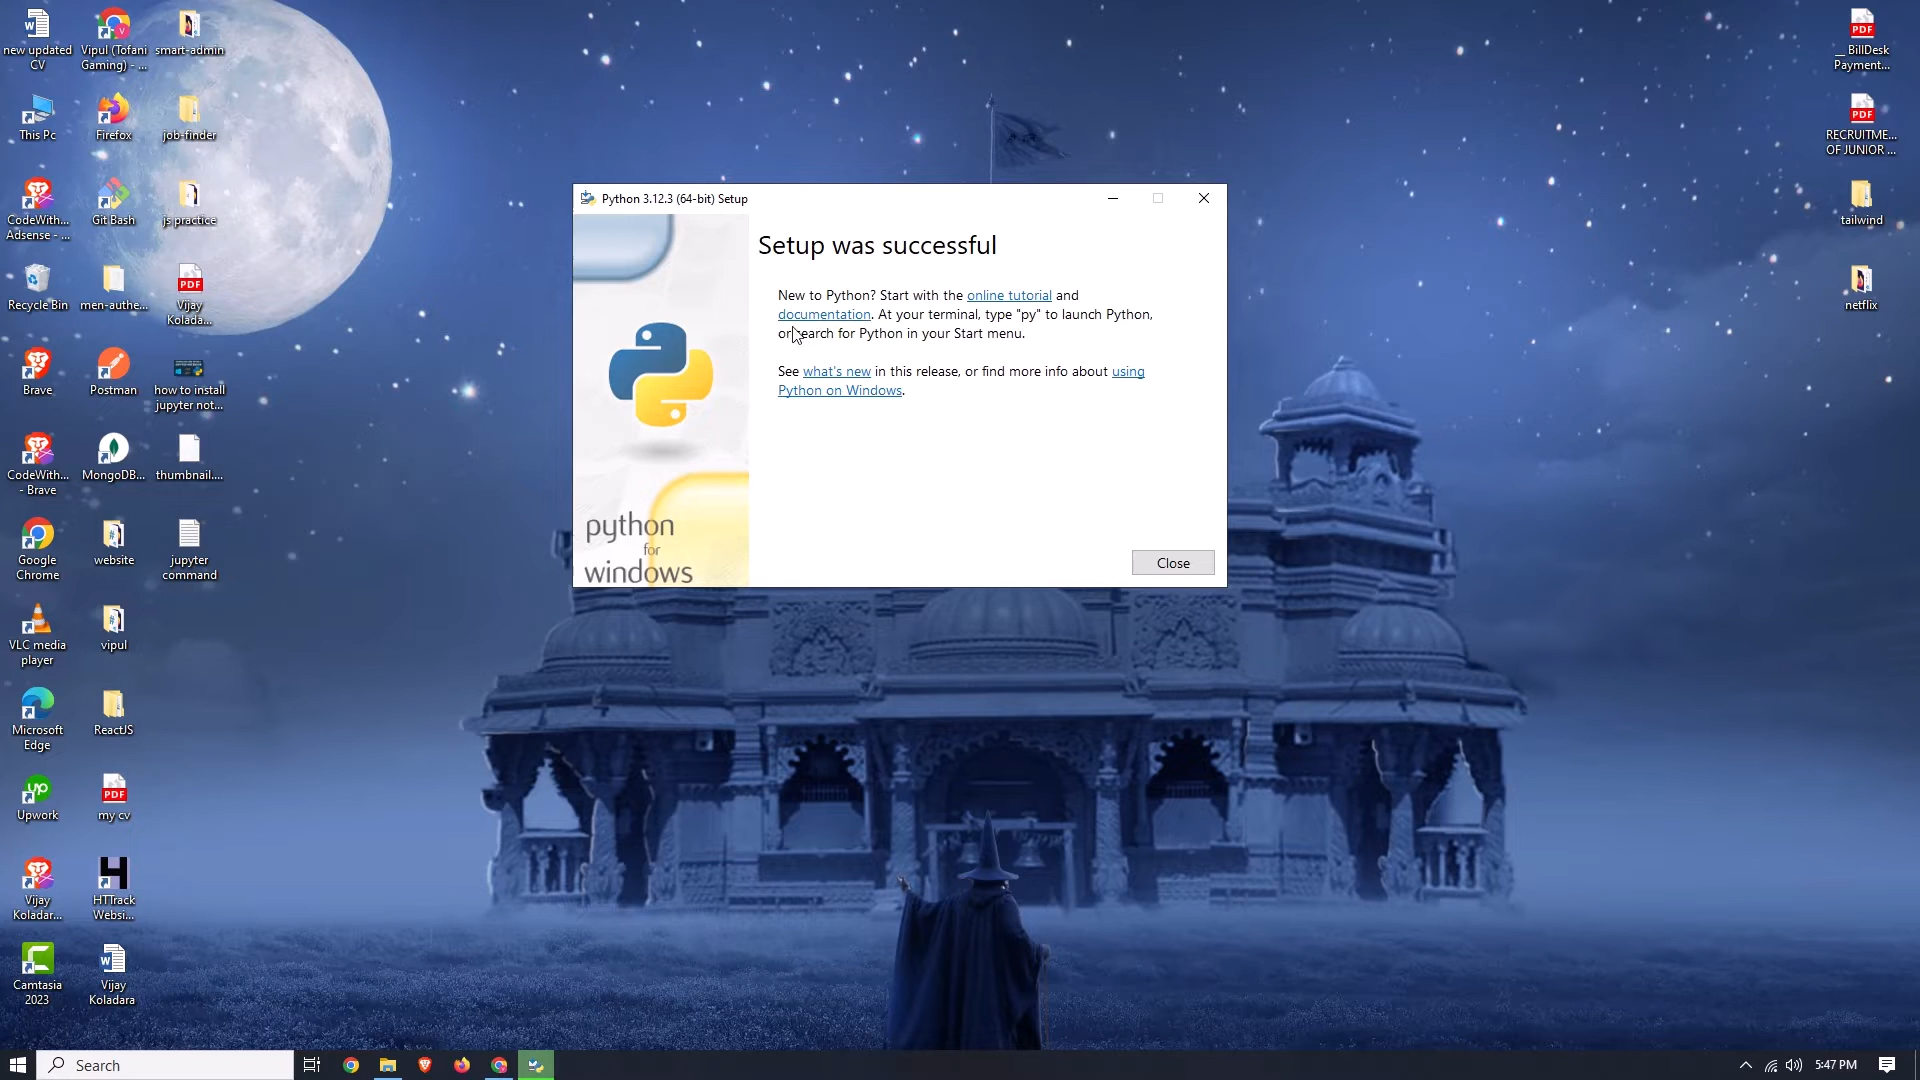 new updated
CV
Vipul (Tofani
Gaming) - ...
smart-admin
This Pc
Firefox
job-finder
CodeWith...
Adsense - ...
Git Bash
js practice
Recycle Bin
men-authe...
Vijay
Kolada...
Brave
Postman
how to install
jupyter not...
CodeWith...
- Brave
MongoDB...
thumbnail....
Google
Chrome
website
jupyter
command
VLC media
player
vipul
Microsoft
Edge
ReactJS
Upwork
my cv
Vijay
Koladar...
HTTrack
Websi...
Camtasia
2023
Vijay
Koladara
Python 3.12.3 (64-bit) Setup
Setup was successful
New to Python? Start with the online tutorial and
documentation. At your terminal, type "py" to launch Python,
or search for Python in your Start menu.
See what's new in this release, or find more info about using
Python on Windows.
python
for
windows
Close
__ BillDesk
Payment...
RECRUITME...
OF JUNIOR ...
tailwind
netflix
Search
5:47 PM